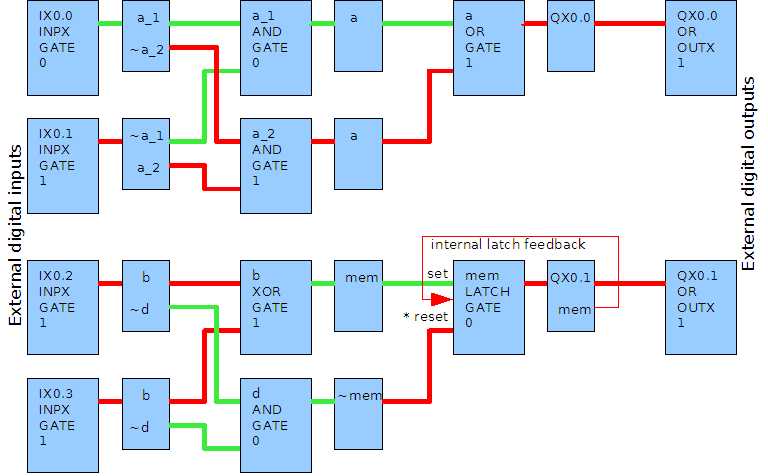 IX0.0
INPX
GATE
0
a_1
~a_2
a_1
AND
GATE
0
a
a
OR
GATE
1
QX0.0
QX0.0
OR
OUTX
1
IX0.1
INPX
GATE
1
~a_1
a_2
a_2
AND
GATE
1
a
External digital inputs
External digital outputs
internal latch feedback
IX0.2
INPX
GATE
1
b
~d
b
XOR
GATE
1
mem
set
* reset
mem
LATCH
GATE
0
QX0.1
mem
QX0.1
OR
OUTX
1
IX0.3
INPX
GATE
1
b
~d
d
AND
GATE
0
~mem